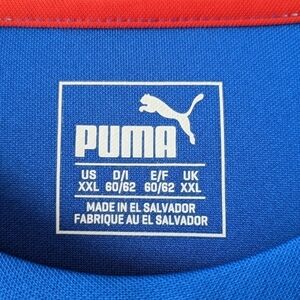 PUMA
US D/I E/F UK
XXL 60/62 60/62 XXL
MADE IN EL SALVADOR
FABRIQUE AU EL SALVADOR